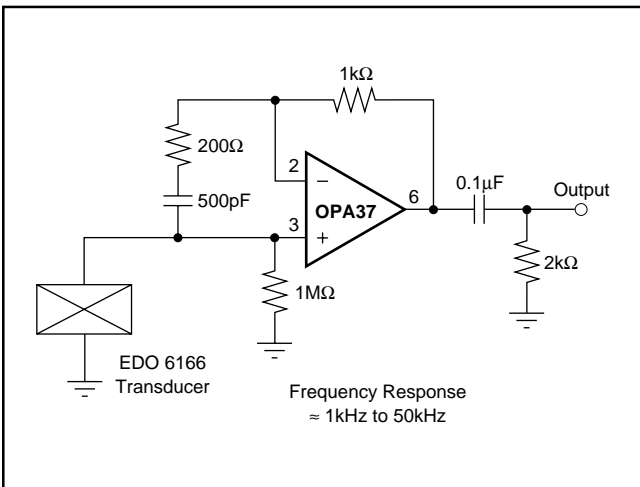 1kΩ
200Ω
2
6
0.1µF
Output
500pF
OPA37
3
2kΩ
1MΩ
EDO 6166
Transducer
Frequency Response
≈ 1kHz to 50kHz